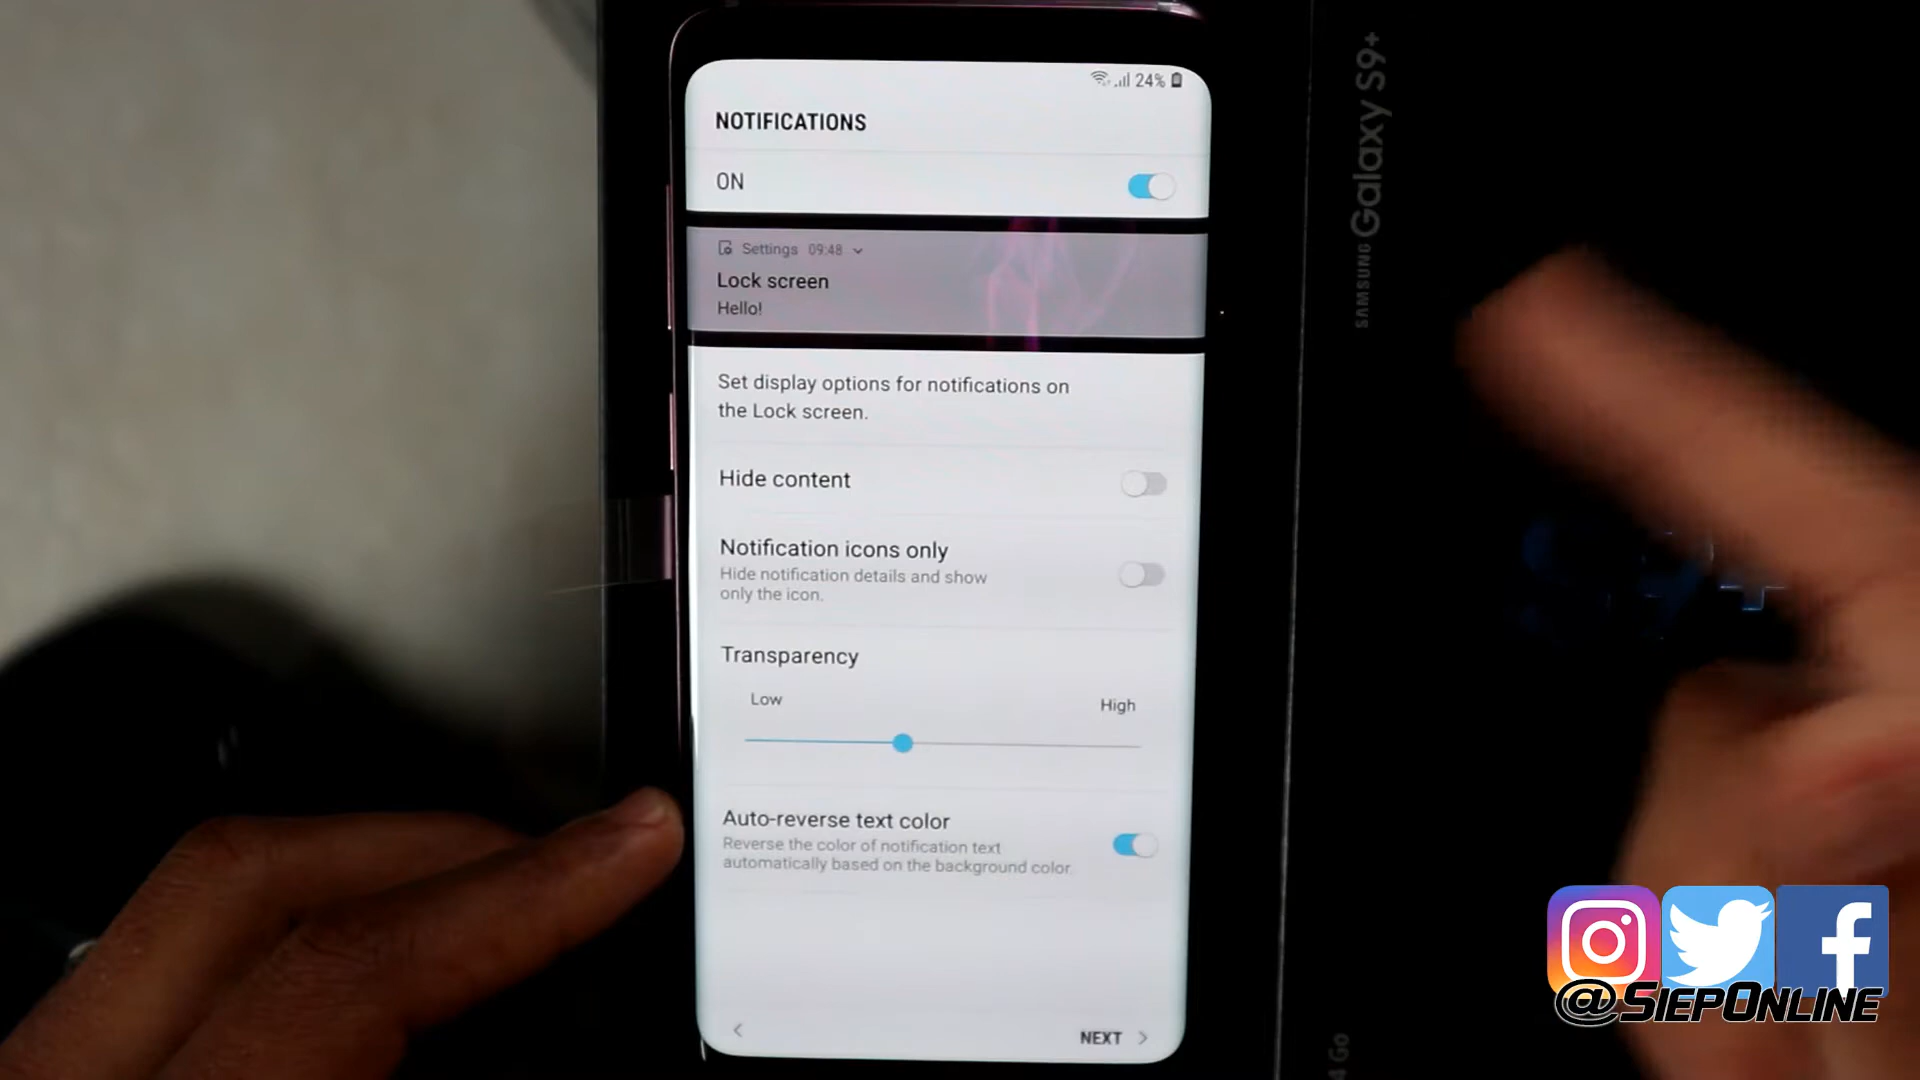 24%
NOTIFICATIONS
ON
Settings 09:48
Lock screen
Hello!
Set display options for notifications on
the Lock screen.
Hide content
Notification icons only
Hide notification details and show
only the icon.
Transparency
Low High
Auto-reverse text color
Reverse the color of notification text
automatically based on the background color.
NEXT
SAMSUNG Galaxy S9+
4 Go
@SiepOnline